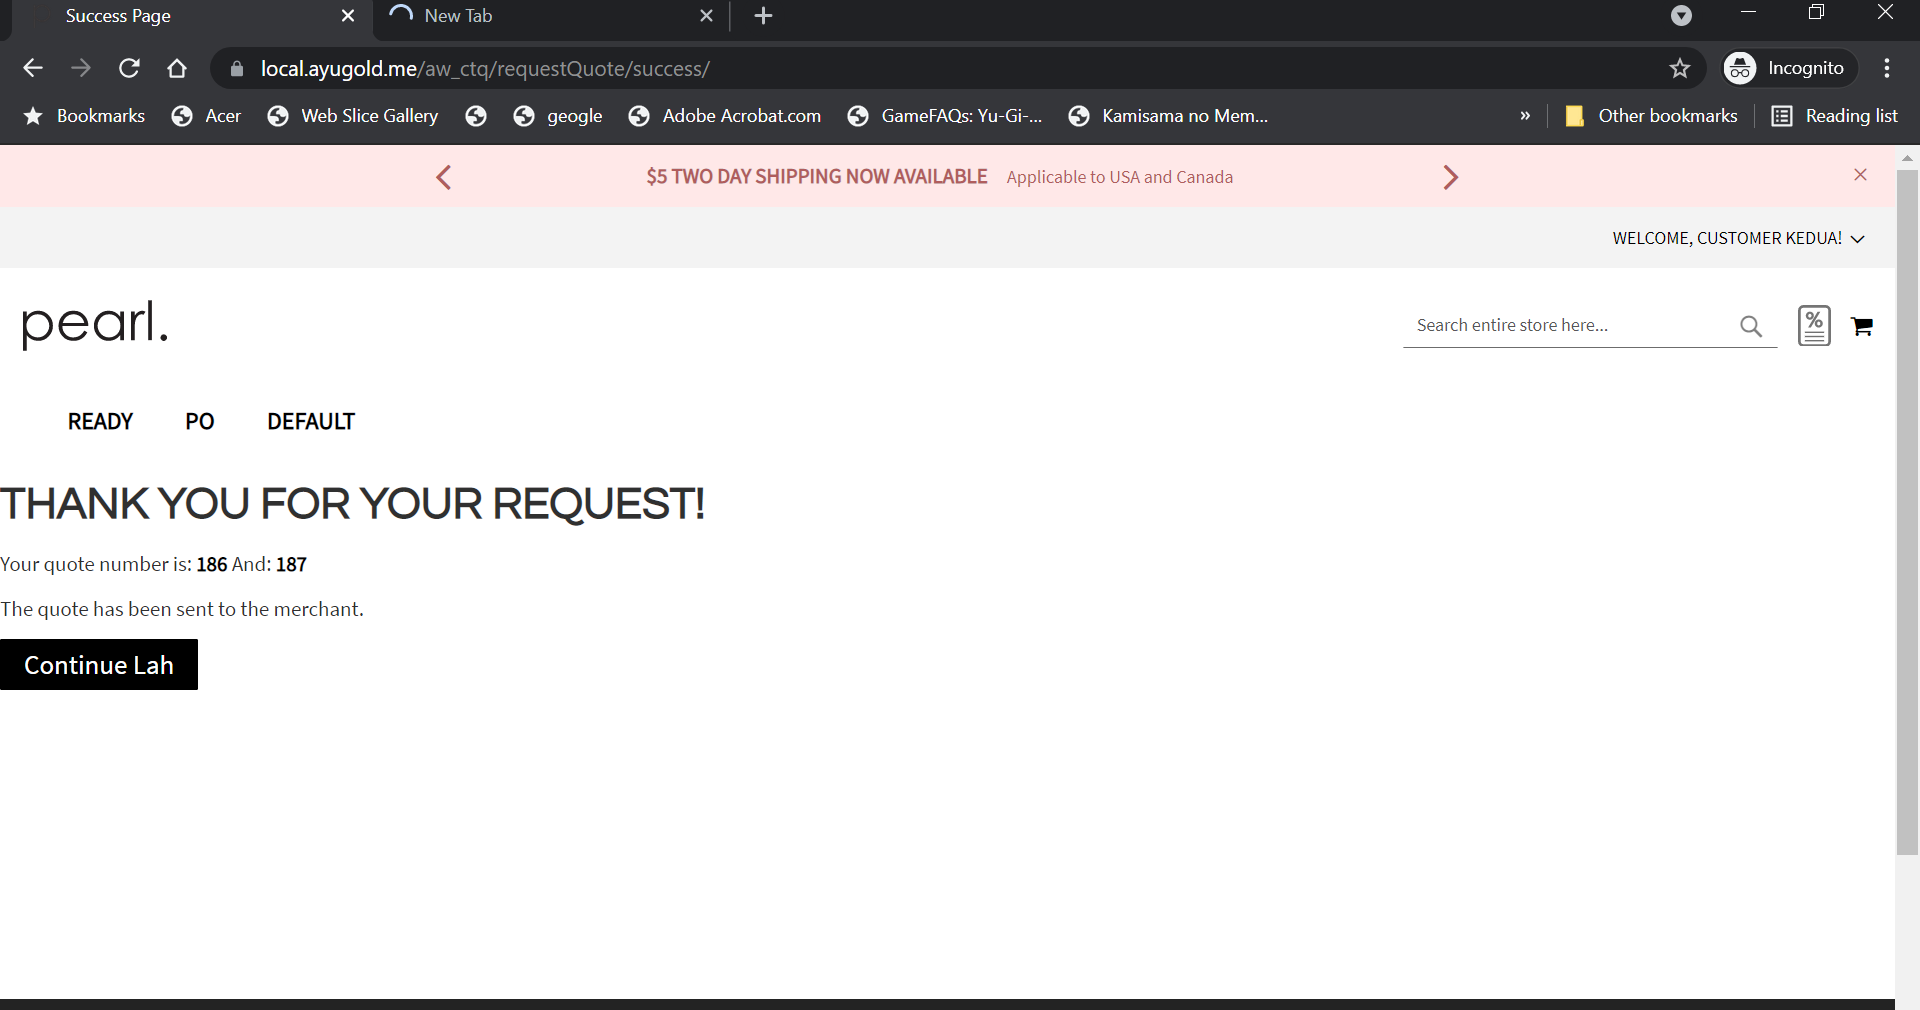 Success Page
New Tab
local.ayugold.me/aw_ctq/requestQuote/success/
Incognito
Bookmarks
Acer
Web Slice Gallery
geogle
Adobe Acrobat.com
GameFAQs: Yu-Gi-...
Kamisama no Mem...
»
Other bookmarks
Reading list
$5 TWO DAY SHIPPING NOW AVAILABLE Applicable to USA and Canada
WELCOME, CUSTOMER KEDUA!
pearl.
Search entire store here...
%
READY
PO
DEFAULT
THANK YOU FOR YOUR REQUEST!
Your quote number is: 186 And: 187
The quote has been sent to the merchant.
Continue Lah